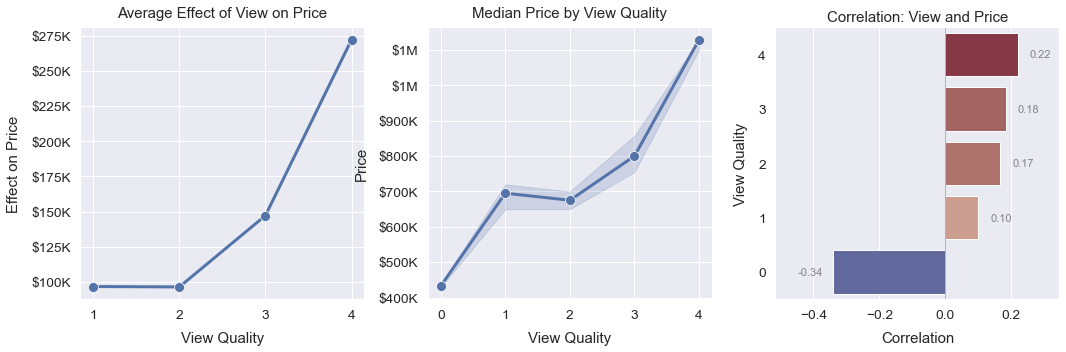 Average Effect of View on Price
$275K
$250K
$225K
$200K
$175K
$150K
$125K
$100K
Effect on Price
1 2 3 4
View Quality
Median Price by View Quality
$1M
$1M
$900K
$800K
$700K
$600K
$500K
$400K
Price
0 1 2 3 4
View Quality
Correlation: View and Price
4
3
2
1
0
View Quality
0.22
0.18
0.17
0.10
-0.34
−0.4 −0.2 0.0 0.2
Correlation